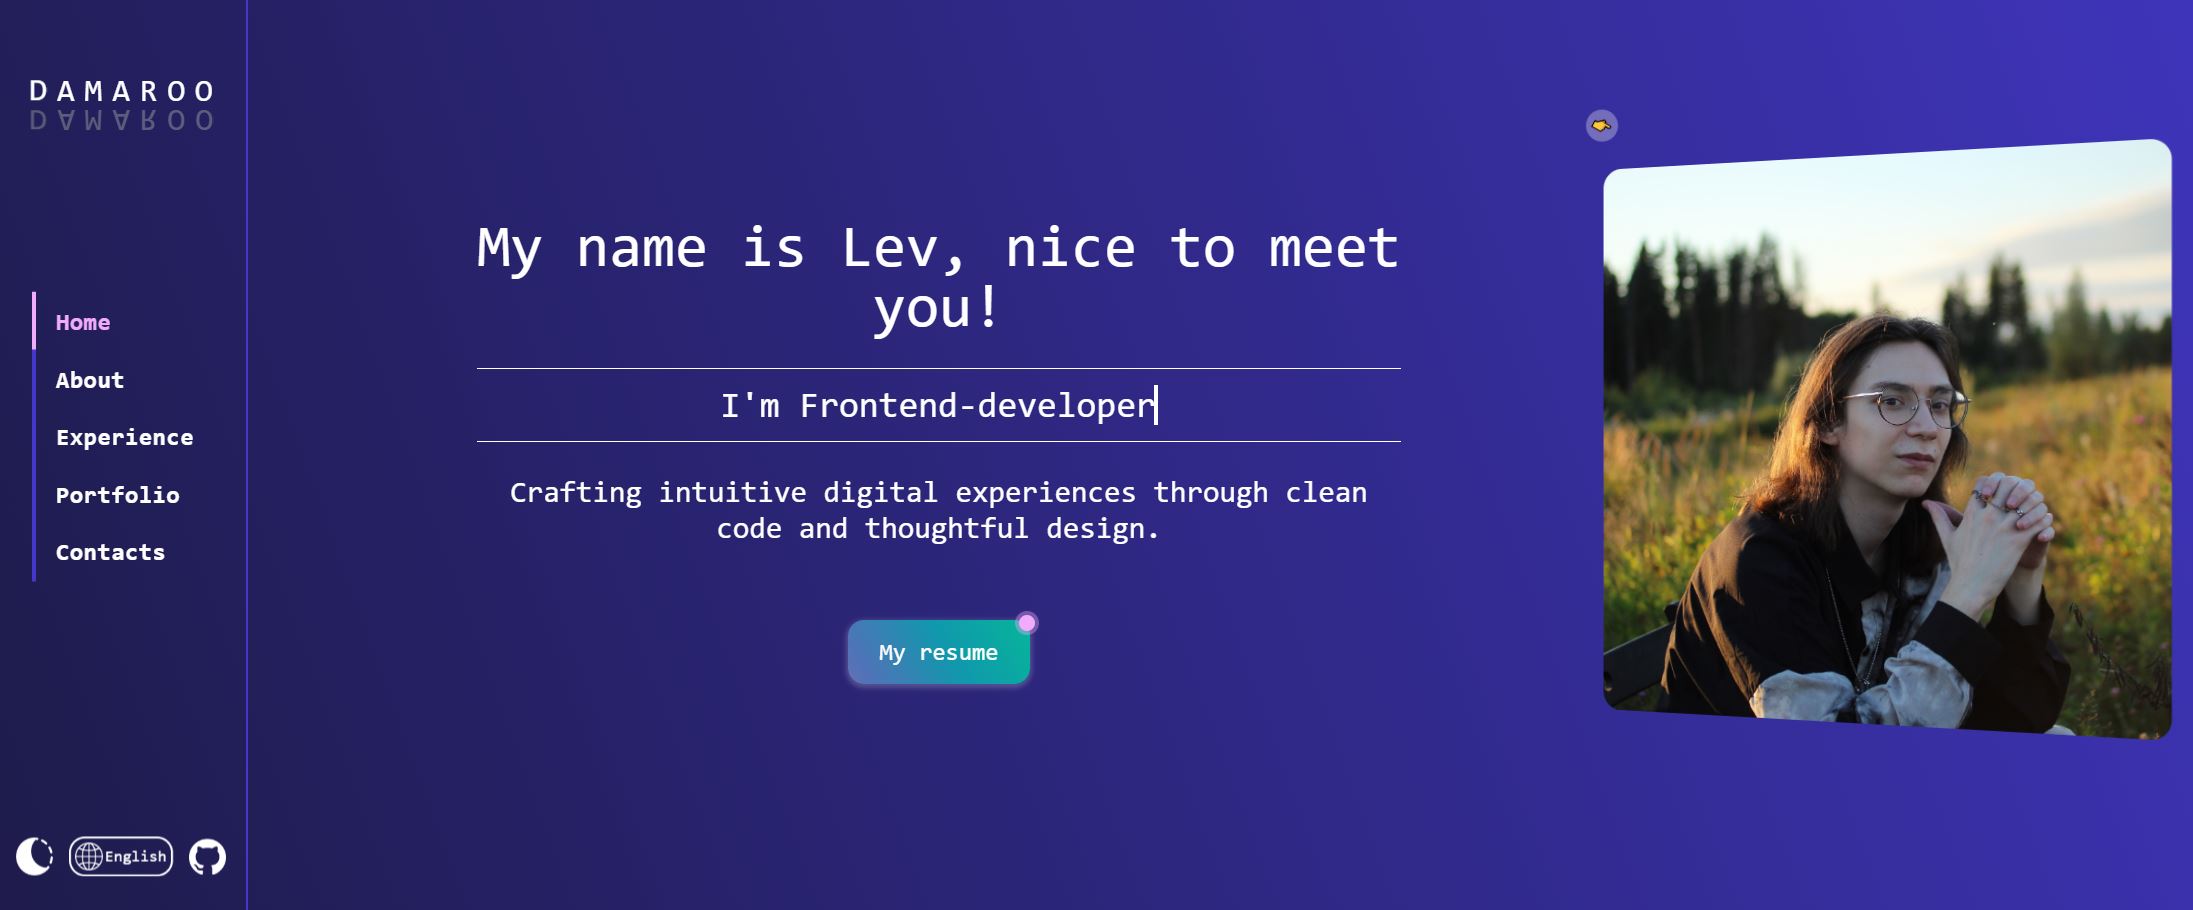 DAMAROO
Home
About
Experience
Portfolio
Contacts
English
My name is Lev, nice to meet
you!
I'm Frontend-developer
Crafting intuitive digital experiences through clean
code and thoughtful design.
My resume